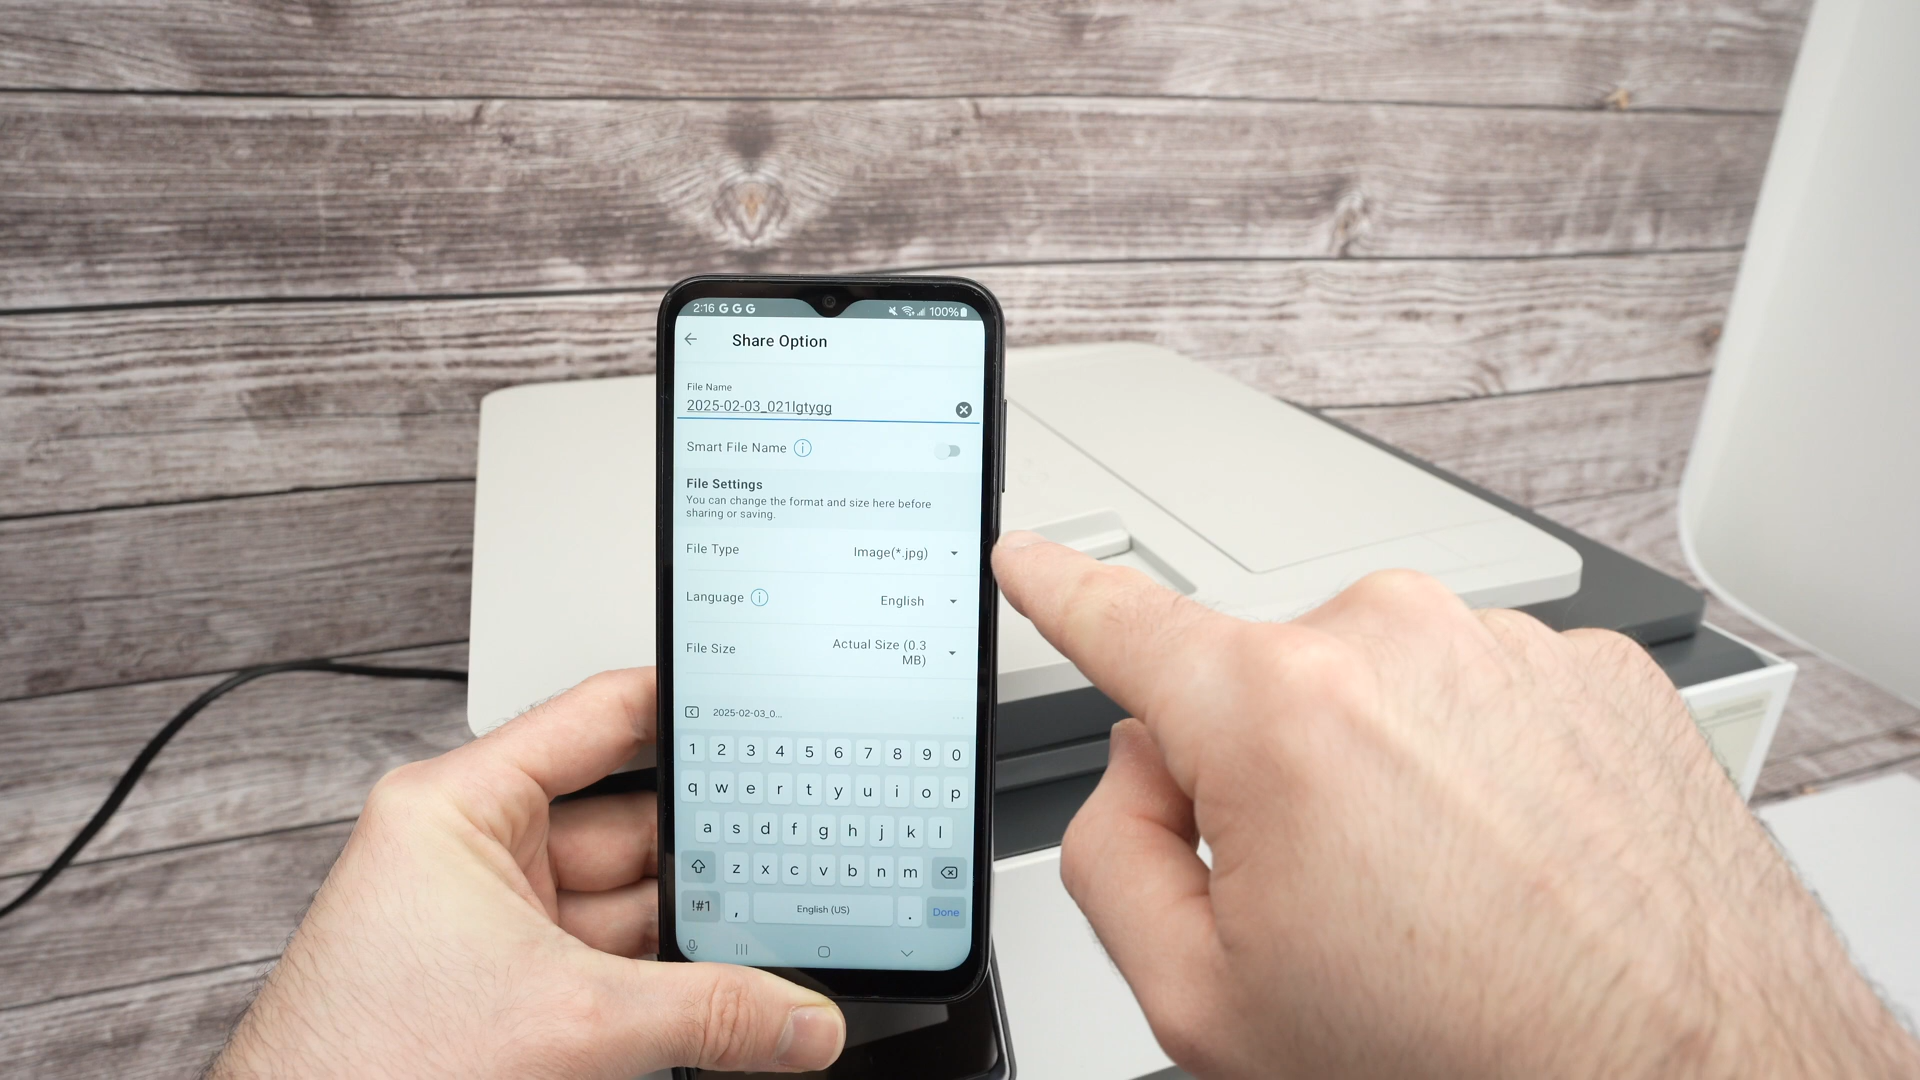 2:16 G G G 100%
Share Option
File Name
2025-02-03_021lgtygg
Smart File Name
File Settings
You can change the format and size here before
sharing or saving.
File Type Image(*.jpg)
Language English
File Size Actual Size (0.3
MB)
2025-02-03_0... ...
1 2 3 4 5 6 7 8 9 0
q w e r t y u i o p
a s d f g h j k l
z x c v b n m
!#1 , English (US) . Done